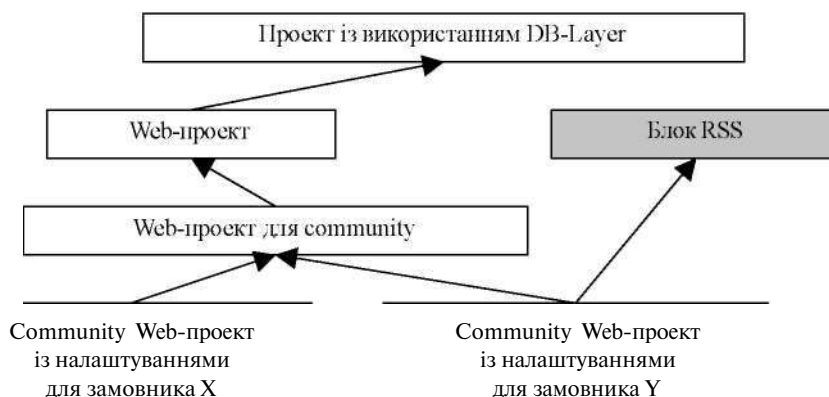 Проект із використанням DB-Layer
Web-проект
Блок RSS
Web-проект для community
Community Web-проект
із налаштуваннями
для замовника X
Community Web-проект
із налаштуваннями
для замовника Y